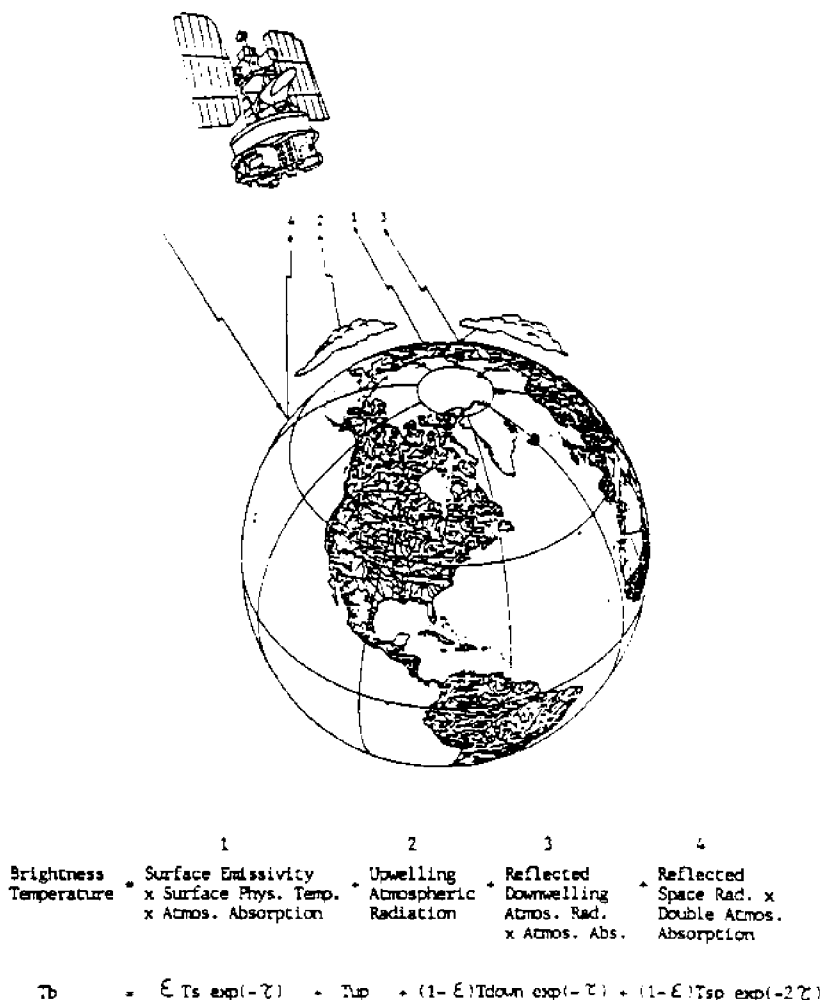 4 2 1 3
1 2 3 4
Brightness = Surface Emissivity + Upwelling + Reflected + Reflected
Temperature x Surface Phys. Temp. Atmospheric Downwelling Space Rad. x
x Atmos. Absorption Radiation Atmos. Rad. Double Atmos.
x Atmos. Abs. Absorption
Tb = ε Ts exp(-τ) + Tup + (1-ε)Tdown exp(-τ) + (1-ε)Tsp exp(-2τ)